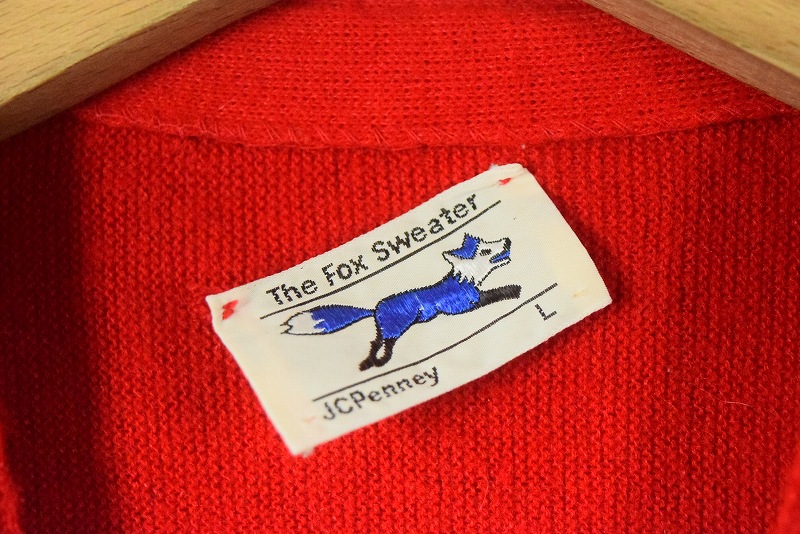 The Fox Sweater
L
JCPenney